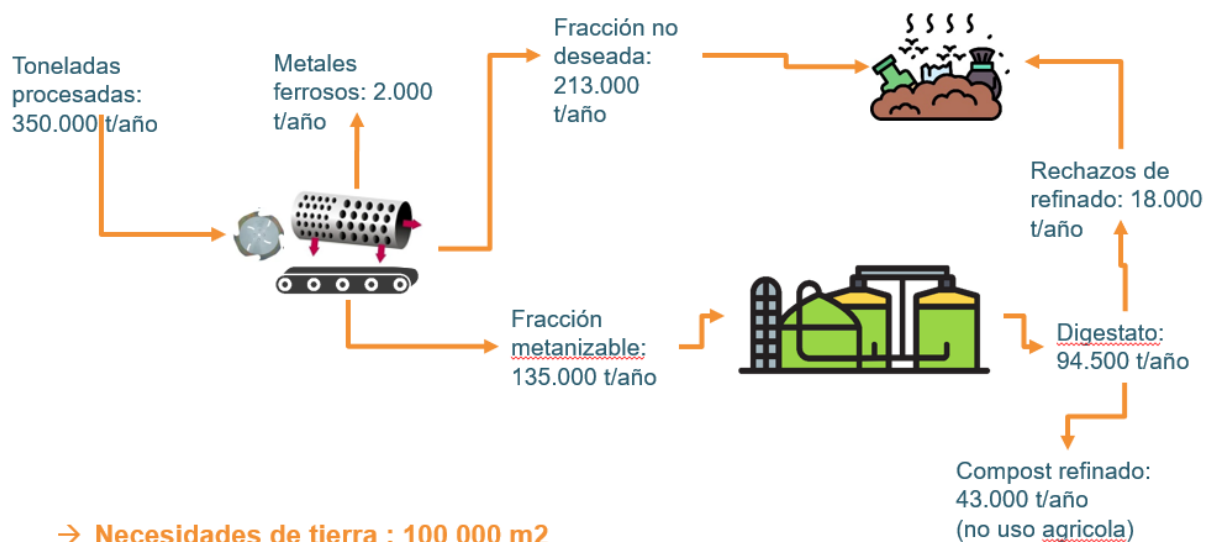 Toneladas
procesadas:
350.000 t/año
Metales
ferrosos: 2.000
t/año
Fracción no
deseada:
213.000
t/año
Rechazos de
refinado: 18.000
t/año
Fracción
metanizable:
135.000 t/año
Digestato:
94.500 t/año
Compost refinado:
43.000 t/año
(no uso agricola)
→ Necesidades de tierra : 100 000 m2